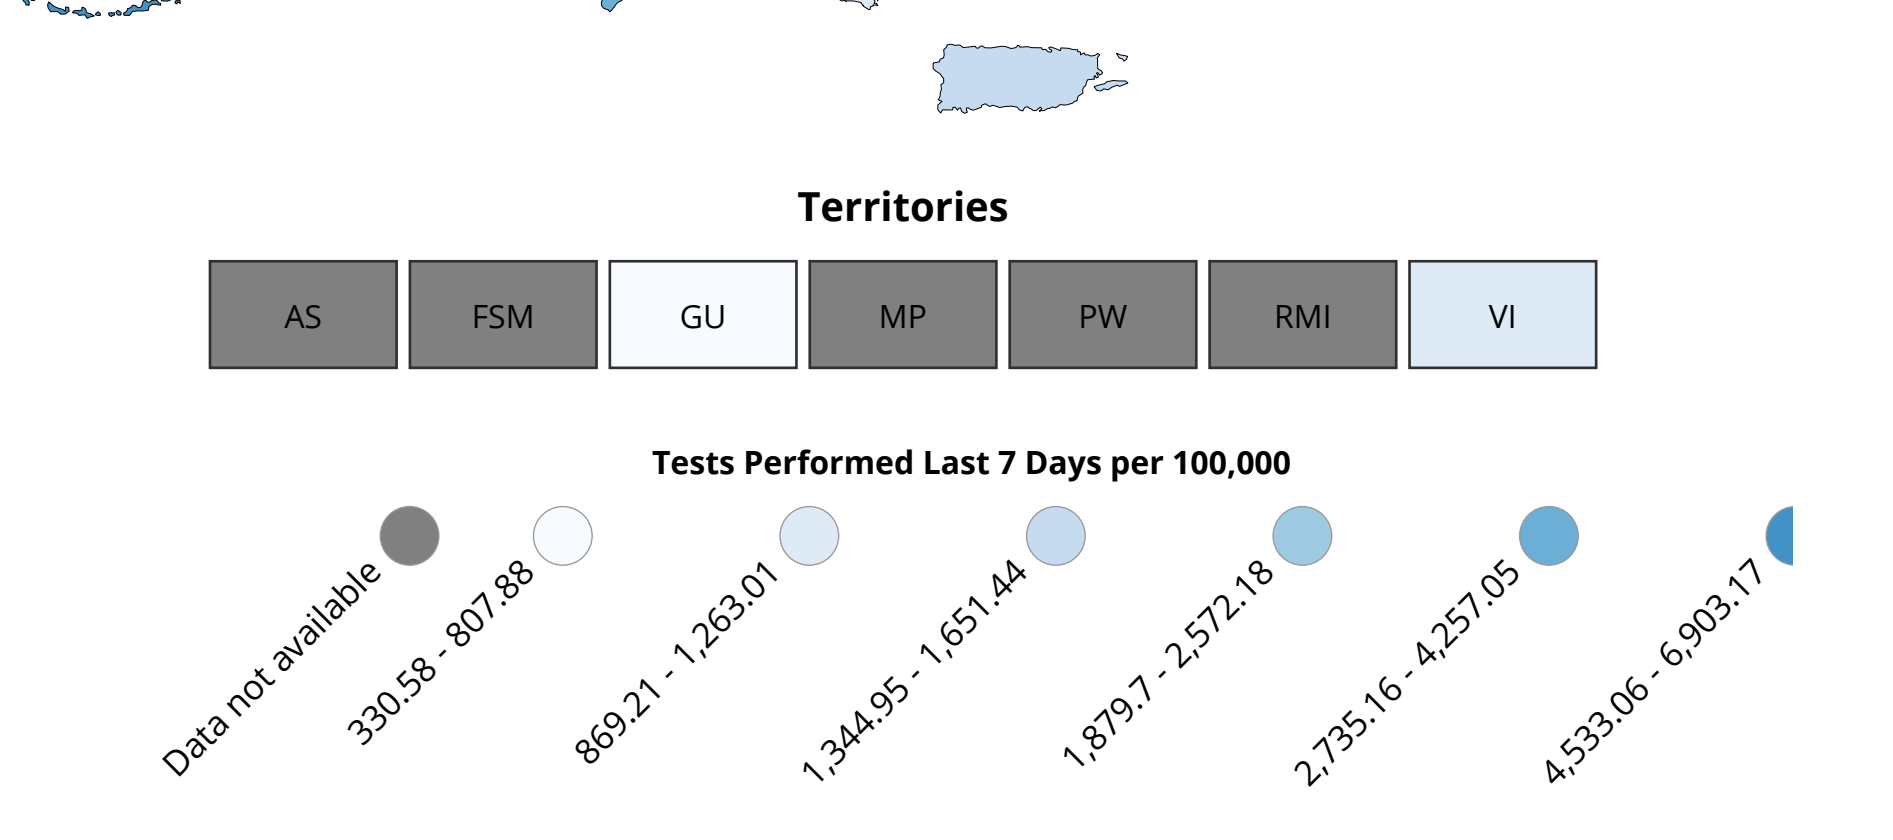 Territories
AS
FSM
GU
MP
PW
RMI
VI
Tests Performed Last 7 Days per 100,000
Data not available
330.58 - 807.88
869.21 - 1,263.01
1,344.95 - 1,651.44
1,879.7 - 2,572.18
2,735.16 - 4,257.05
4,533.06 - 6,903.17